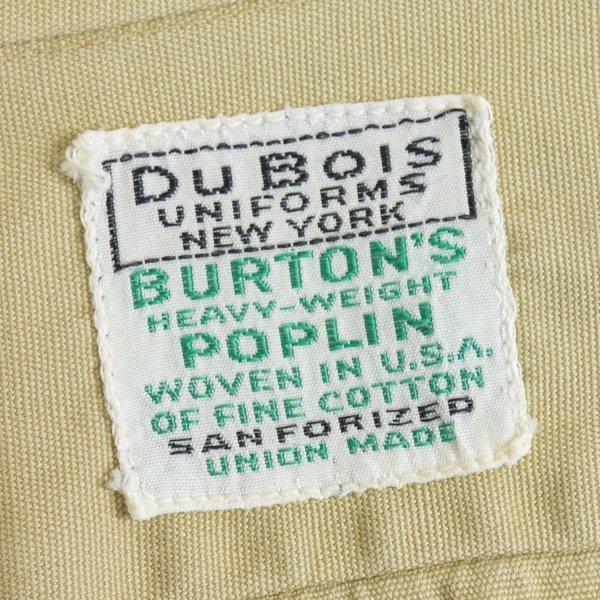 DU BOIS
UNIFORMS
NEW YORK
BURTON'S
HEAVY-WEIGHT
POPLIN
WOVEN IN U.S.A.
OF FINE COTTON
SANFORIZED
UNION MADE